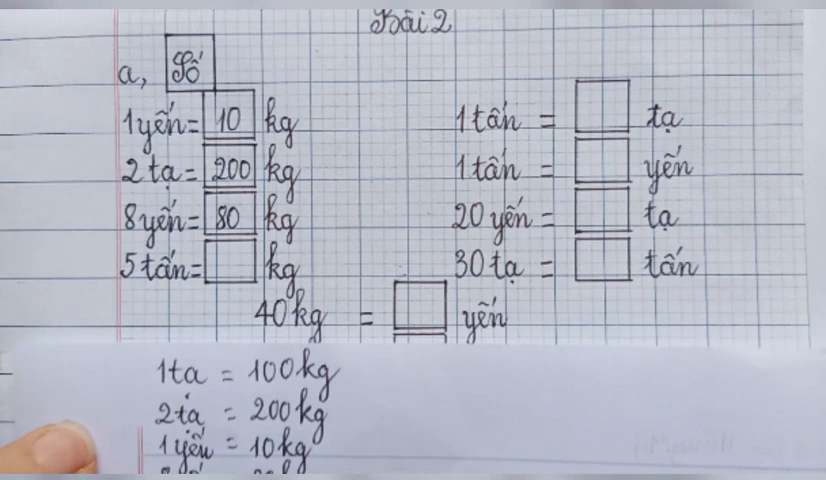 Bài 2
a, Số
1 yến = 10 kg
1 tấn = tạ
2 tạ = 200 kg
1 tấn = yến
8 yến = 80 kg
20 yến = tạ
5 tấn = kg
30 tạ = tấn
40 kg = yến
1 tạ = 100 kg
2 tạ = 200 kg
1 yến = 10 kg